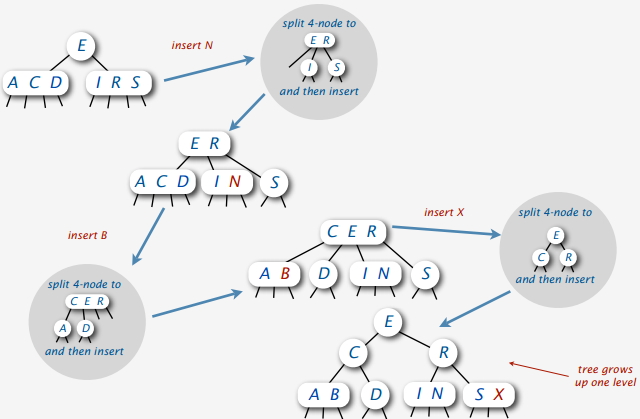 E
A C D
I R S
insert N
split 4-node to
E R
I
S
and then insert
E R
A C D
I N
S
insert B
split 4-node to
C E R
A
D
and then insert
C E R
A B
D
I N
S
insert X
split 4-node to
E
C
R
and then insert
E
C
R
A B
D
I N
S X
tree grows
up one level